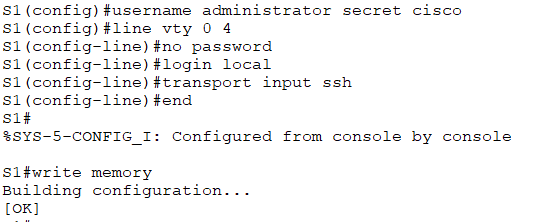 S1(config)#username administrator secret cisco
S1(config)#line vty 0 4
S1(config-line)#no password
S1(config-line)#login local
S1(config-line)#transport input ssh
S1(config-line)#end
S1#
%SYS-5-CONFIG_I: Configured from console by console

S1#write memory
Building configuration...
[OK]